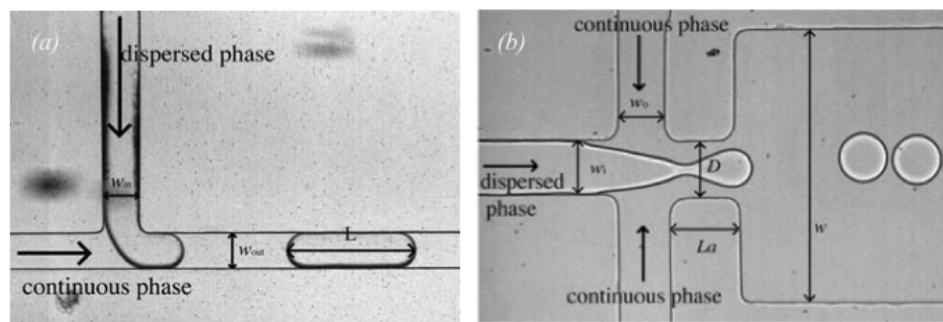 (a)
dispersed phase
w_in
L
w_out
continuous phase
(b)
continuous phase
w_o
w_i
D
dispersed
phase
La
w
continuous
phase